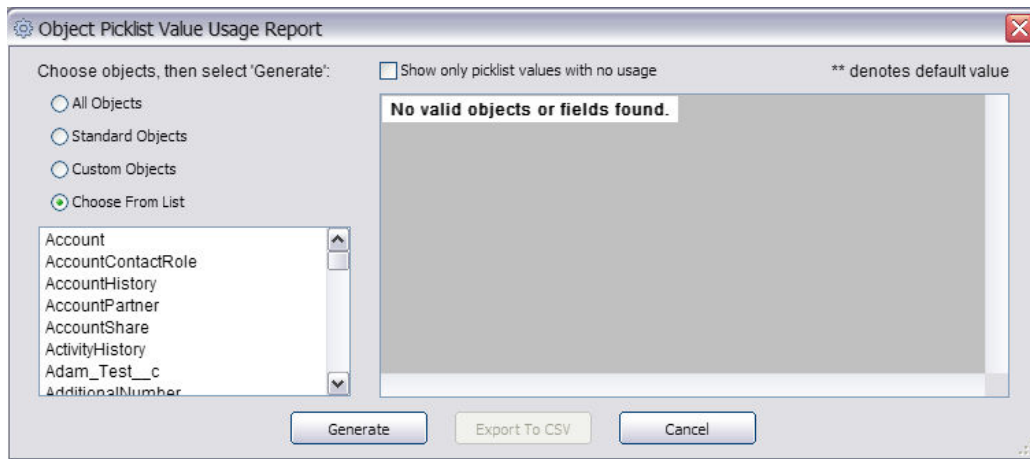 Object Picklist Value Usage Report
Choose objects, then select 'Generate':
All Objects
Standard Objects
Custom Objects
Choose From List
Account
AccountContactRole
AccountHistory
AccountPartner
AccountShare
ActivityHistory
Adam_Test__c
AdditionalNumber
Show only picklist values with no usage
** denotes default value
No valid objects or fields found.
Generate
Export To CSV
Cancel